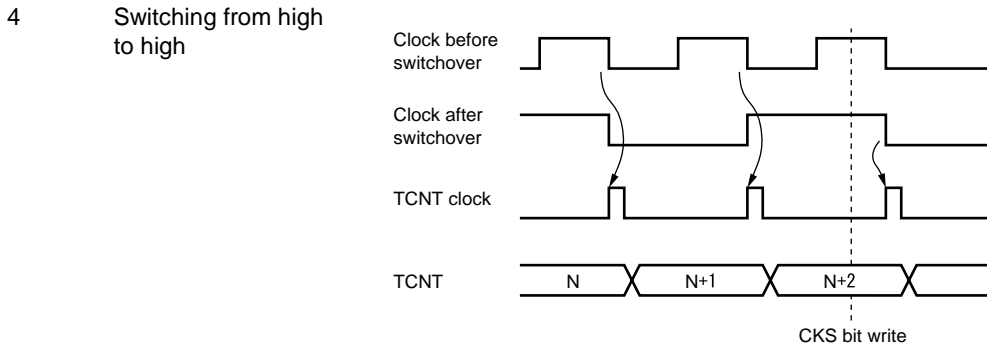 4 Switching from high
to high
Clock before
switchover
Clock after
switchover
TCNT clock
TCNT N N+1 N+2
CKS bit write